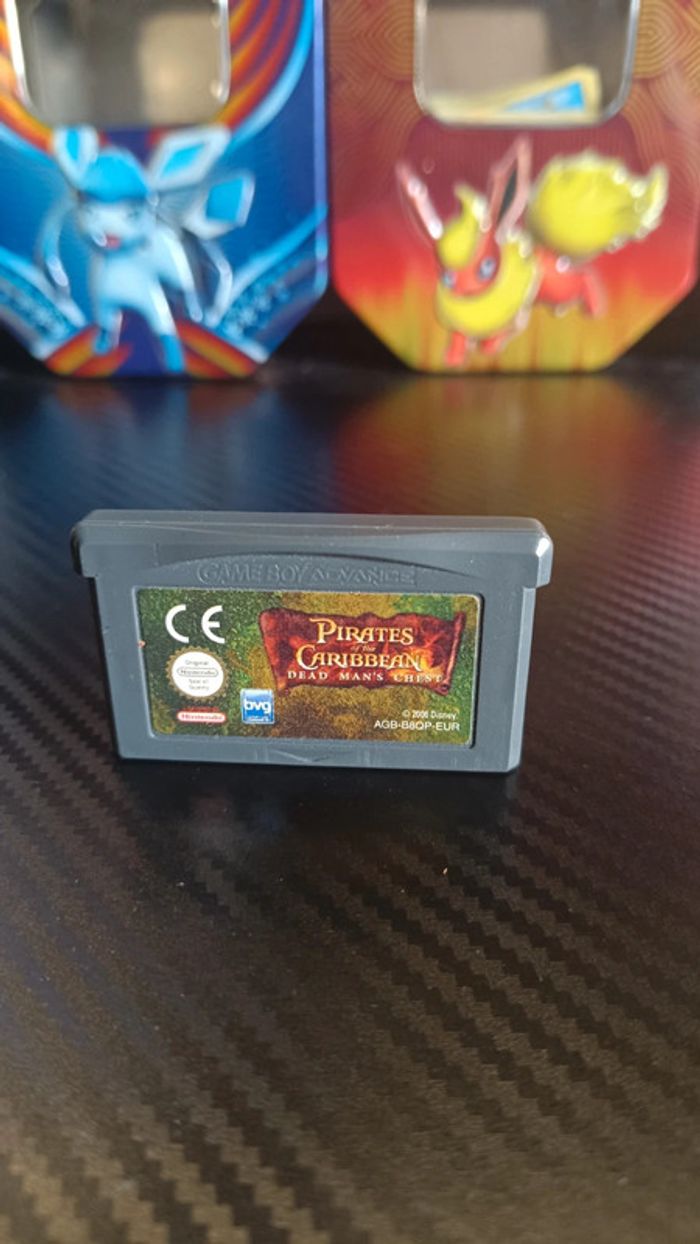 GAME BOY ADVANCE
CE
PIRATES
of the
CARIBBEAN
DEAD MAN'S CHEST
Original
Nintendo
Seal of
Quality
Nintendo
bvg
© 2006 Disney
AGB-B8QP-EUR